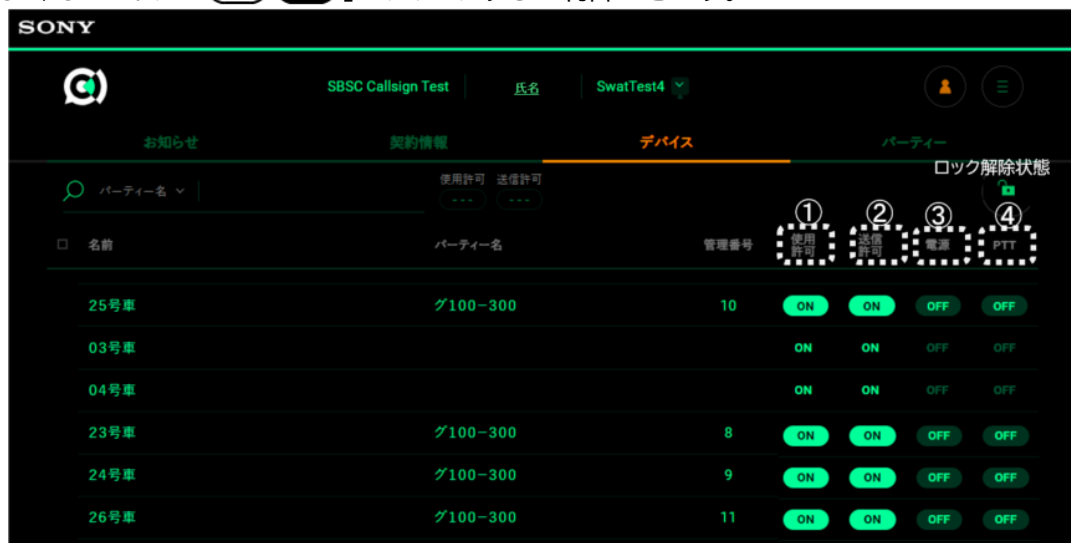 SONY
SBSC Callsign Test 氏名 SwatTest4
お知らせ 契約情報 デバイス パーティー
ロック解除状態
パーティー名 使用許可 送信許可
--- ---
① ② ③ ④
名前 パーティー名 管理番号 使用許可 送信許可 電源 PTT
25号車 グ100-300 10 ON ON OFF OFF
03号車 ON ON OFF OFF
04号車 ON ON OFF OFF
23号車 グ100-300 8 ON ON OFF OFF
24号車 グ100-300 9 ON ON OFF OFF
26号車 グ100-300 11 ON ON OFF OFF